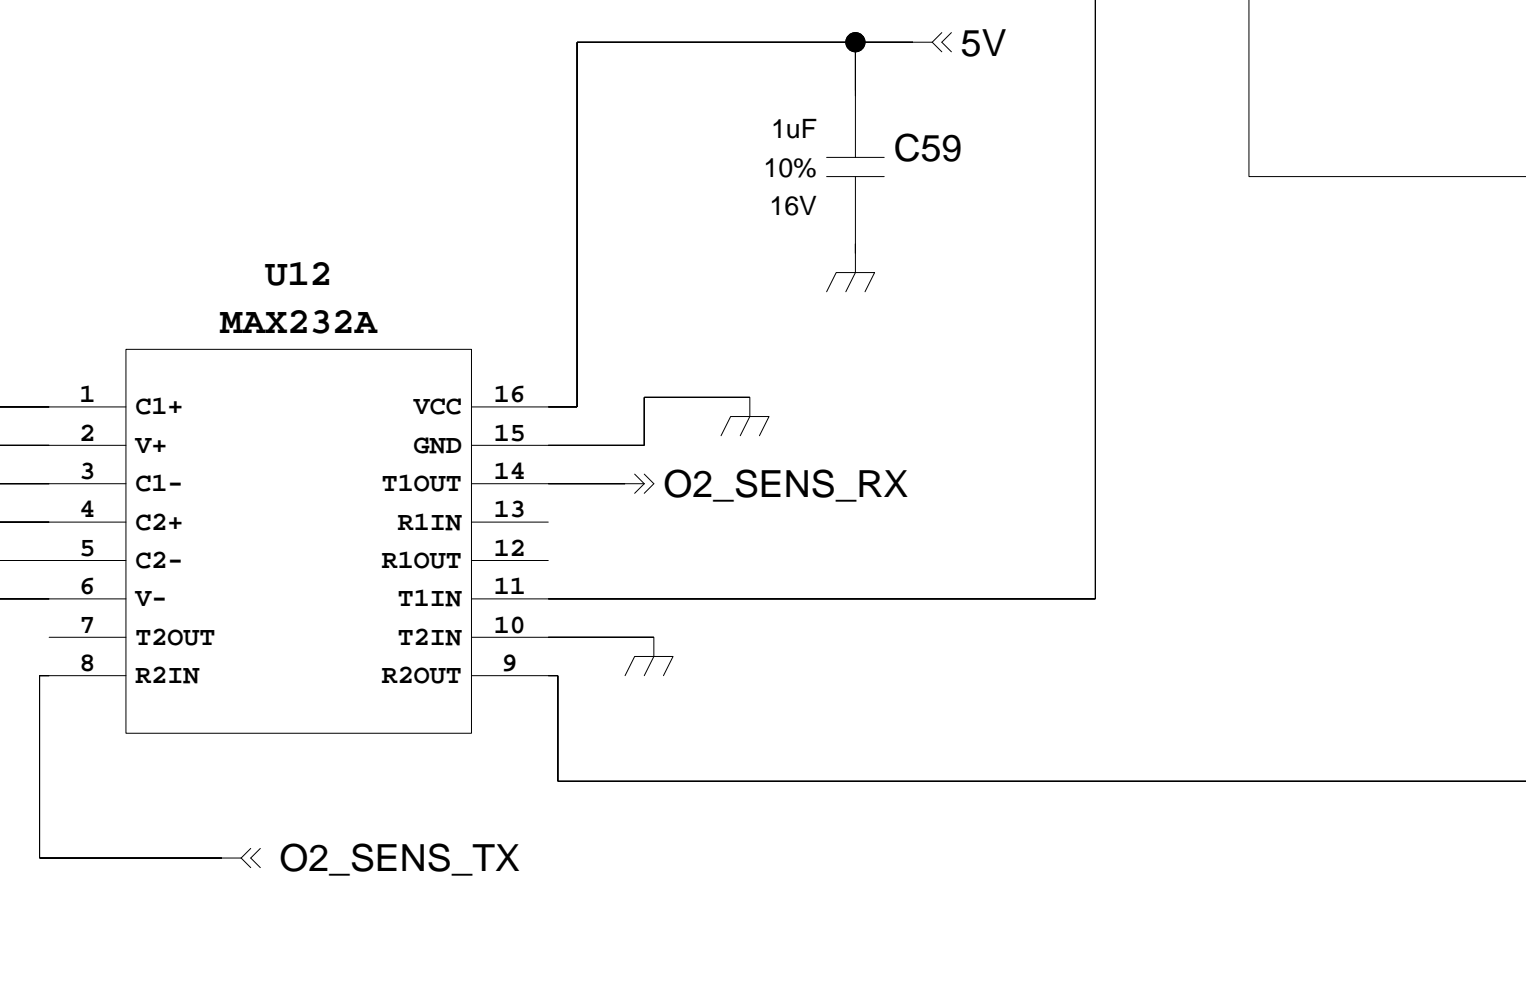 5V
1uF
C59
10%
16V
U12
MAX232A
1 C1+ VCC 16
2 V+ GND 15
3 C1- T1OUT 14 O2_SENS_RX
4 C2+ R1IN 13
5 C2- R1OUT 12
6 V- T1IN 11
7 T2OUT T2IN 10
8 R2IN R2OUT 9
O2_SENS_TX